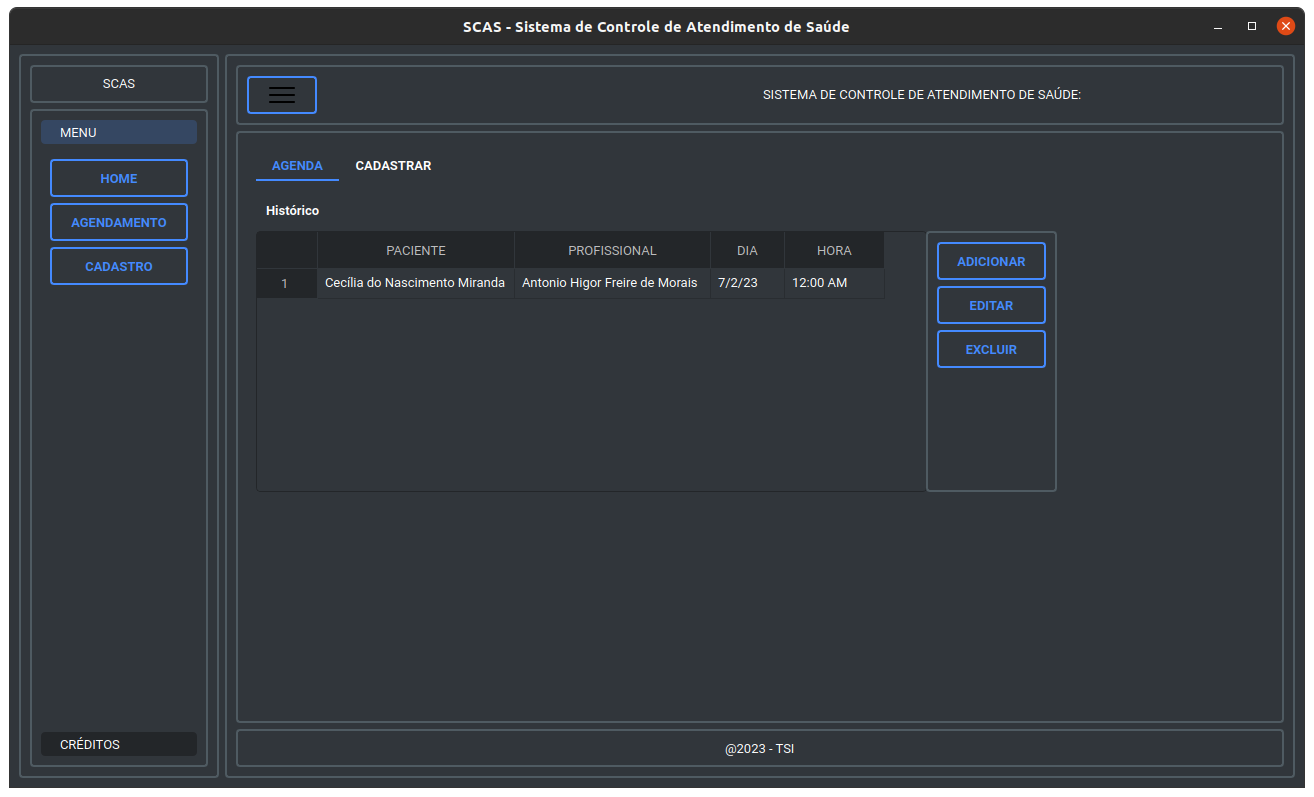 SCAS - Sistema de Controle de Atendimento de Saúde
SCAS
MENU
HOME
AGENDAMENTO
CADASTRO
CRÉDITOS
SISTEMA DE CONTROLE DE ATENDIMENTO DE SAÚDE:
AGENDA CADASTRAR
Histórico
PACIENTE PROFISSIONAL DIA HORA
1 Cecília do Nascimento Miranda Antonio Higor Freire de Morais 7/2/23 12:00 AM
ADICIONAR
EDITAR
EXCLUIR
@2023 - TSI